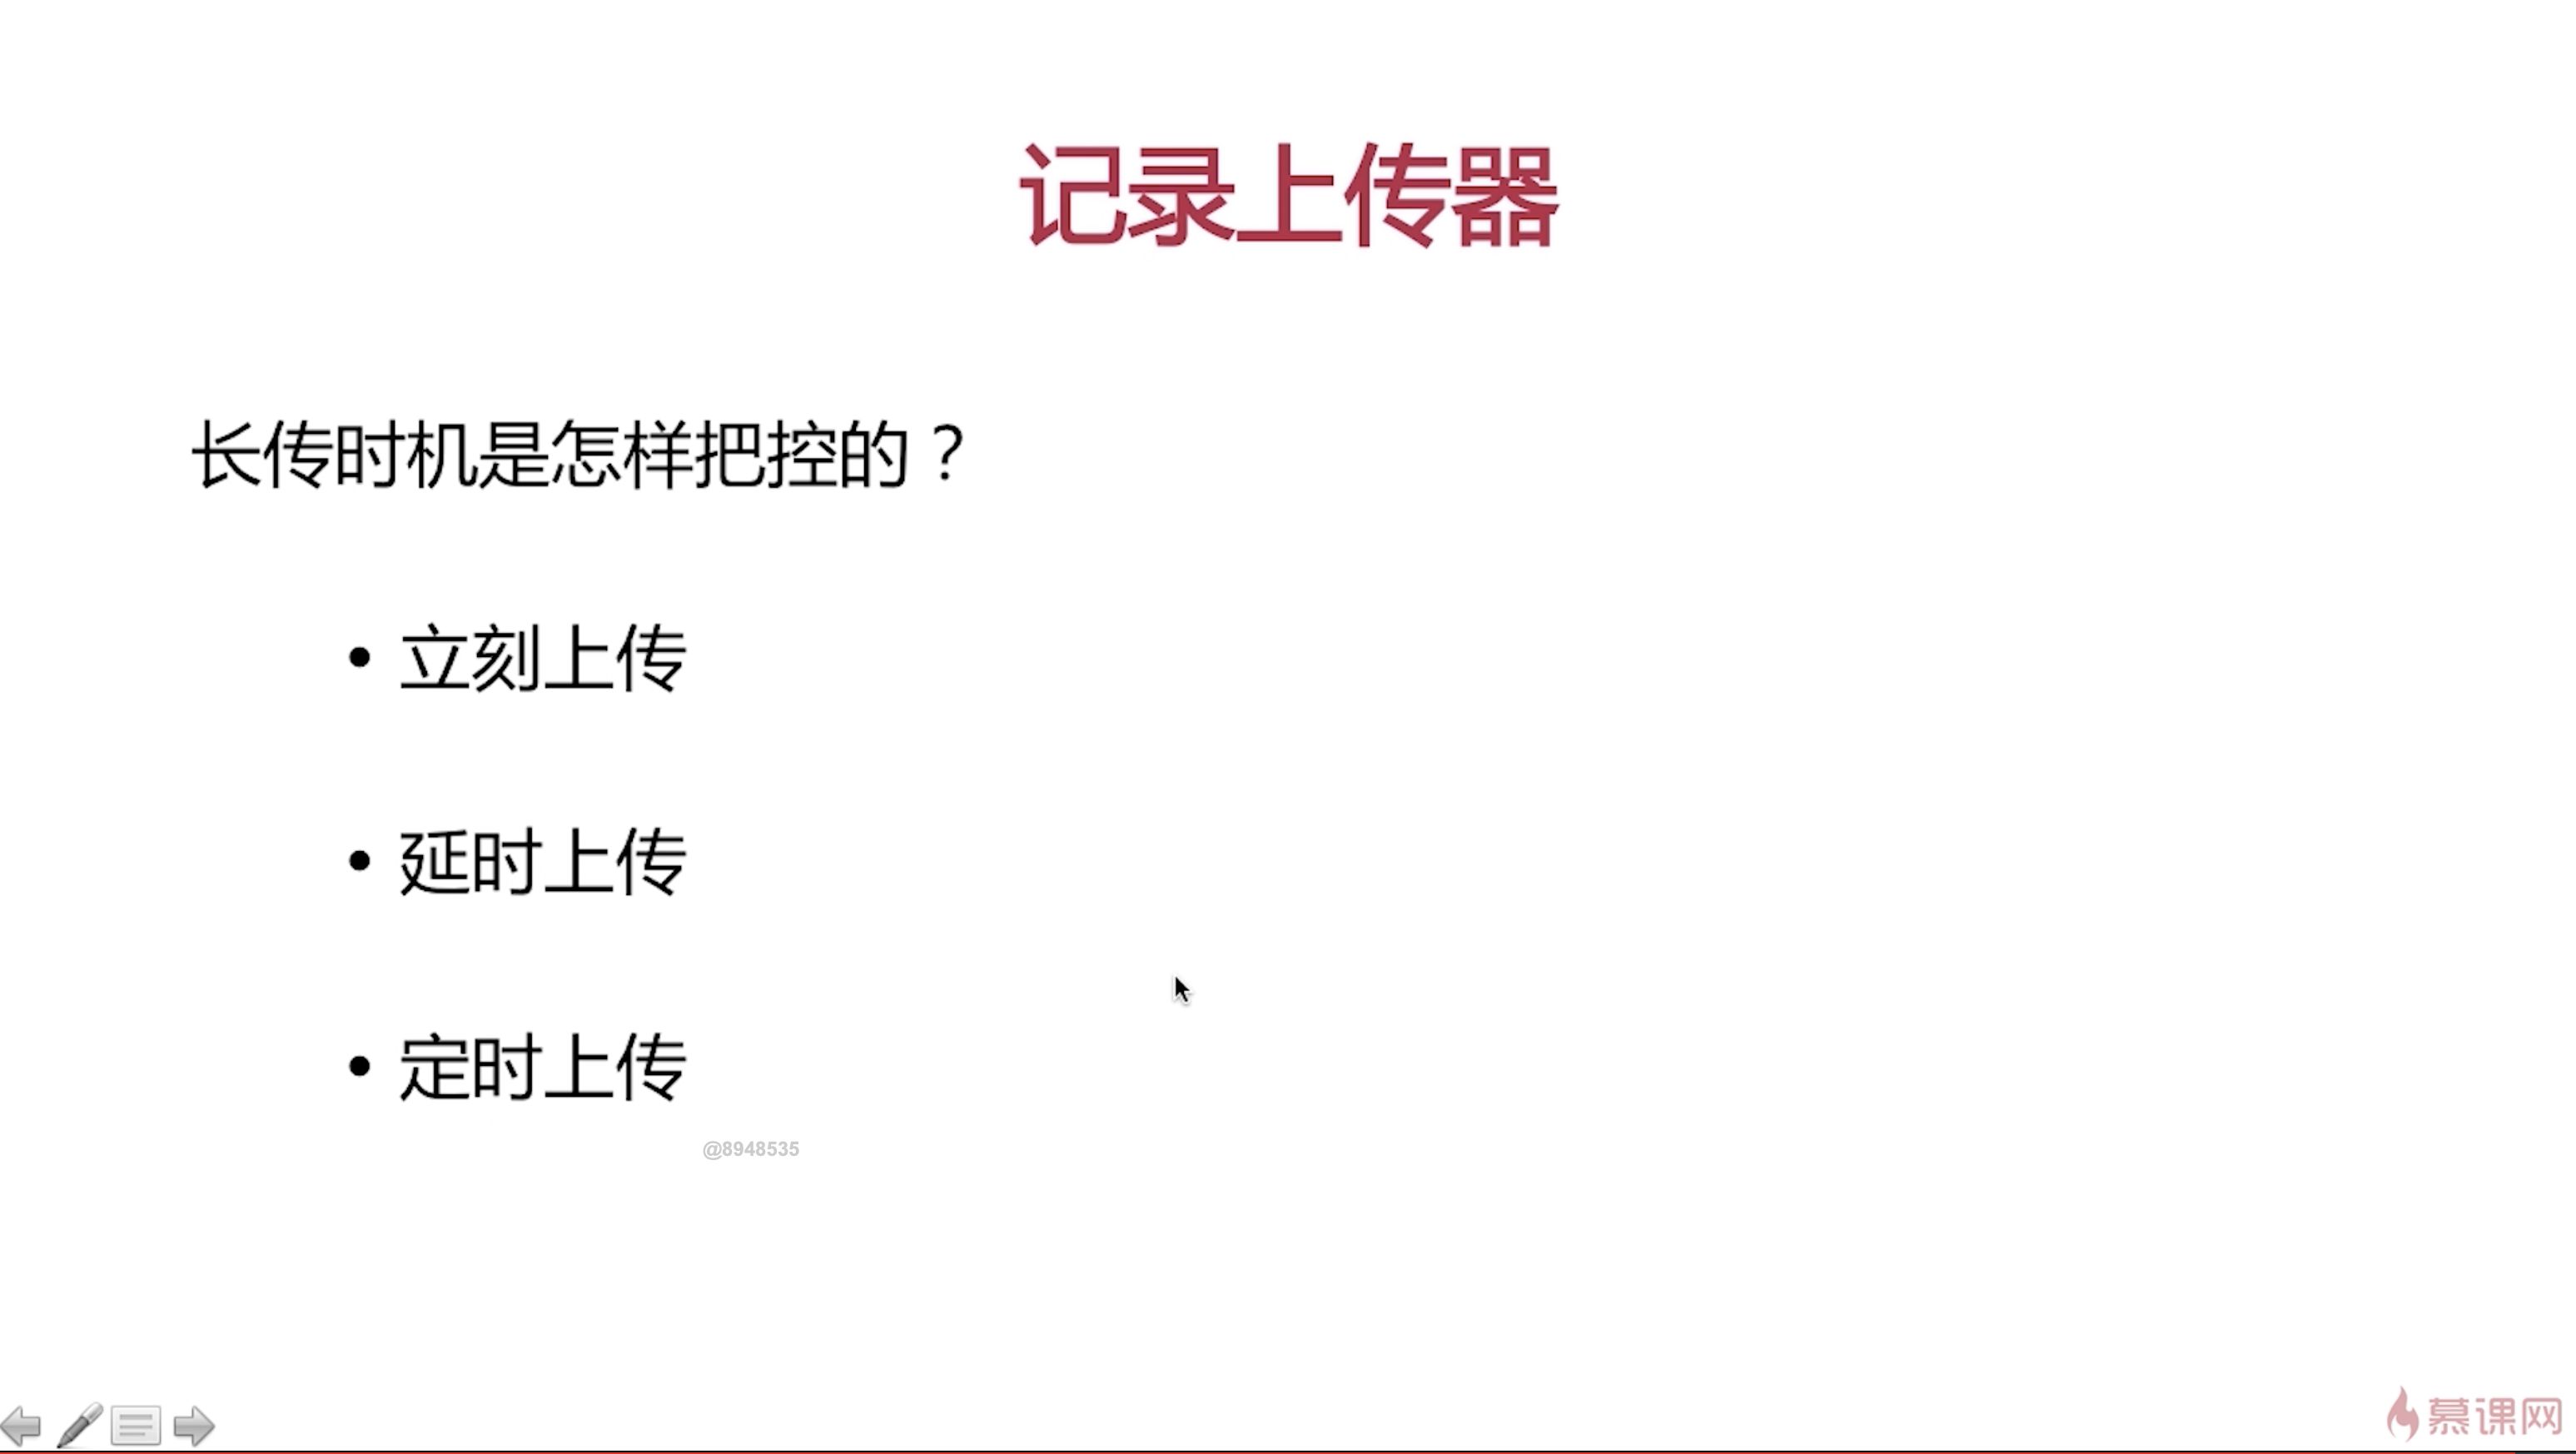 记录上传器
长传时机是怎样把控的？
• 立刻上传
• 延时上传
• 定时上传
@8948535
慕课网